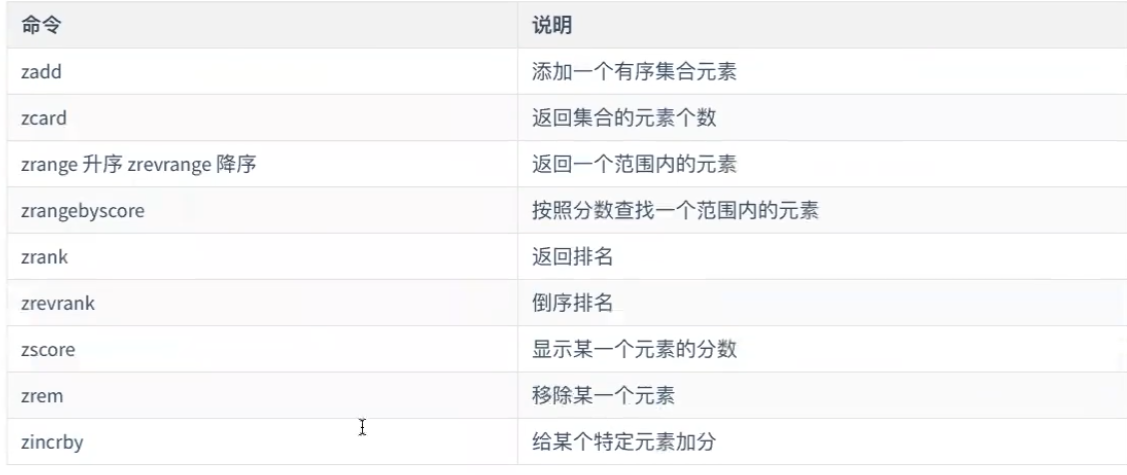 命令 说明
zadd 添加一个有序集合元素
zcard 返回集合的元素个数
zrange 升序 zrevrange 降序 返回一个范围内的元素
zrangebyscore 按照分数查找一个范围内的元素
zrank 返回排名
zrevrank 倒序排名
zscore 显示某一个元素的分数
zrem 移除某一个元素
zincrby 给某个特定元素加分